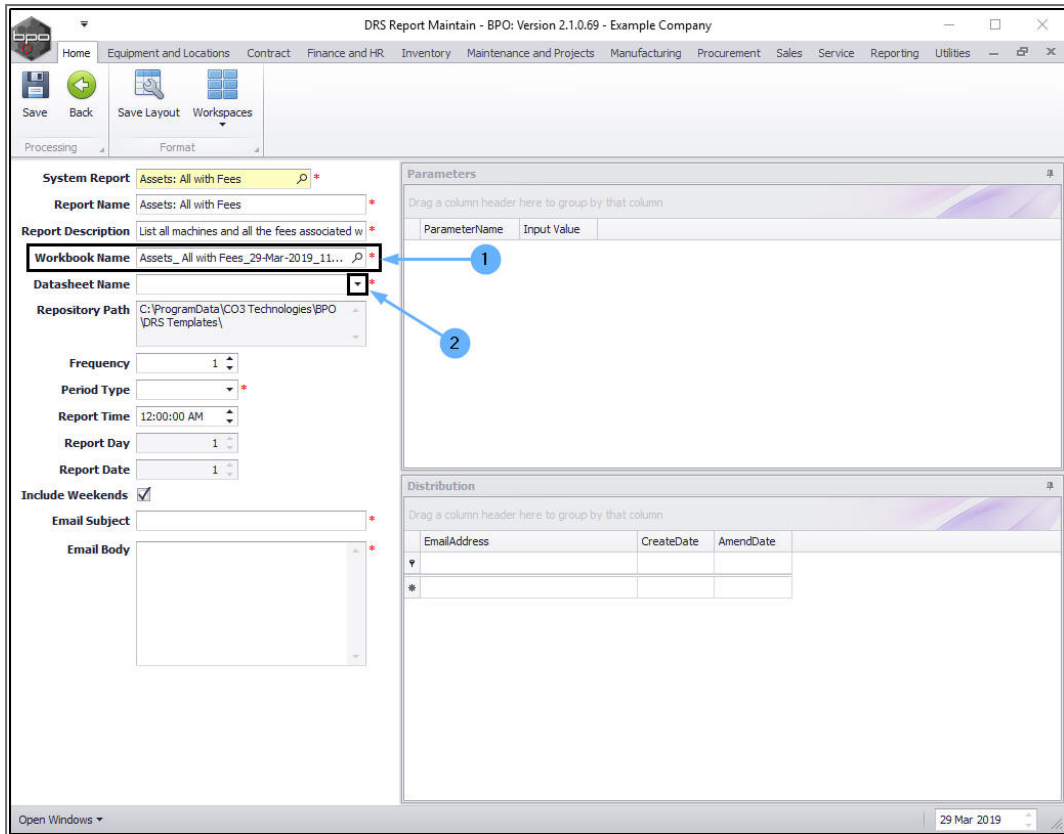 DRS Report Maintain - BPO: Version 2.1.0.69 - Example Company
bpo
Home Equipment and Locations Contract Finance and HR Inventory Maintenance and Projects Manufacturing Procurement Sales Service Reporting Utilities
Save Back Save Layout Workspaces
Processing Format
System Report Assets: All with Fees *
Report Name Assets: All with Fees *
Report Description List all machines and all the fees associated w *
Workbook Name Assets_ All with Fees_29-Mar-2019_11... *
1
Datasheet Name *
Repository Path C:\ProgramData\CO3 Technologies\BPO
\DRS Templates\
2
Frequency 1
Period Type *
Report Time 12:00:00 AM
Report Day 1
Report Date 1
Include Weekends
Email Subject *
Email Body *
Parameters
Drag a column header here to group by that column
ParameterName Input Value
Distribution
Drag a column header here to group by that column
EmailAddress CreateDate AmendDate
Open Windows 29 Mar 2019